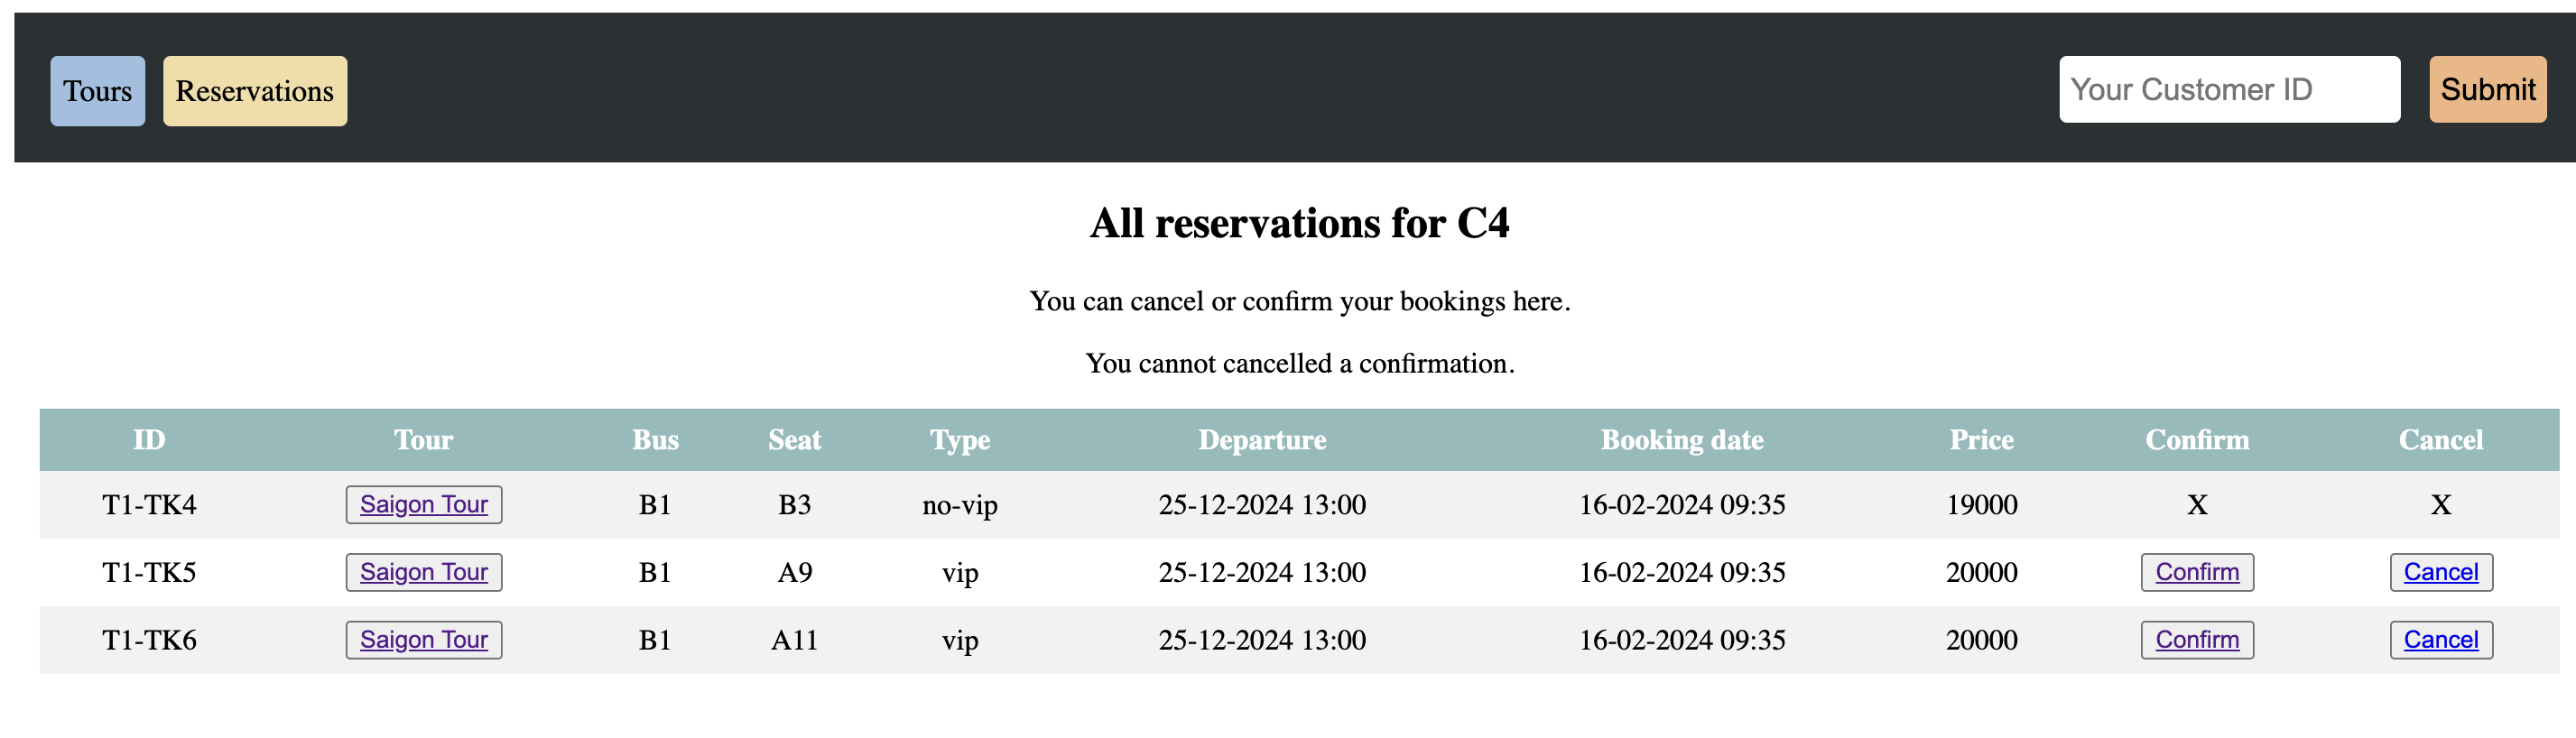 Tours Reservations Your Customer ID Submit
All reservations for C4
You can cancel or confirm your bookings here.
You cannot cancelled a confirmation.
ID Tour Bus Seat Type Departure Booking date Price Confirm Cancel
T1-TK4 Saigon Tour B1 B3 no-vip 25-12-2024 13:00 16-02-2024 09:35 19000 X X
T1-TK5 Saigon Tour B1 A9 vip 25-12-2024 13:00 16-02-2024 09:35 20000 Confirm Cancel
T1-TK6 Saigon Tour B1 A11 vip 25-12-2024 13:00 16-02-2024 09:35 20000 Confirm Cancel